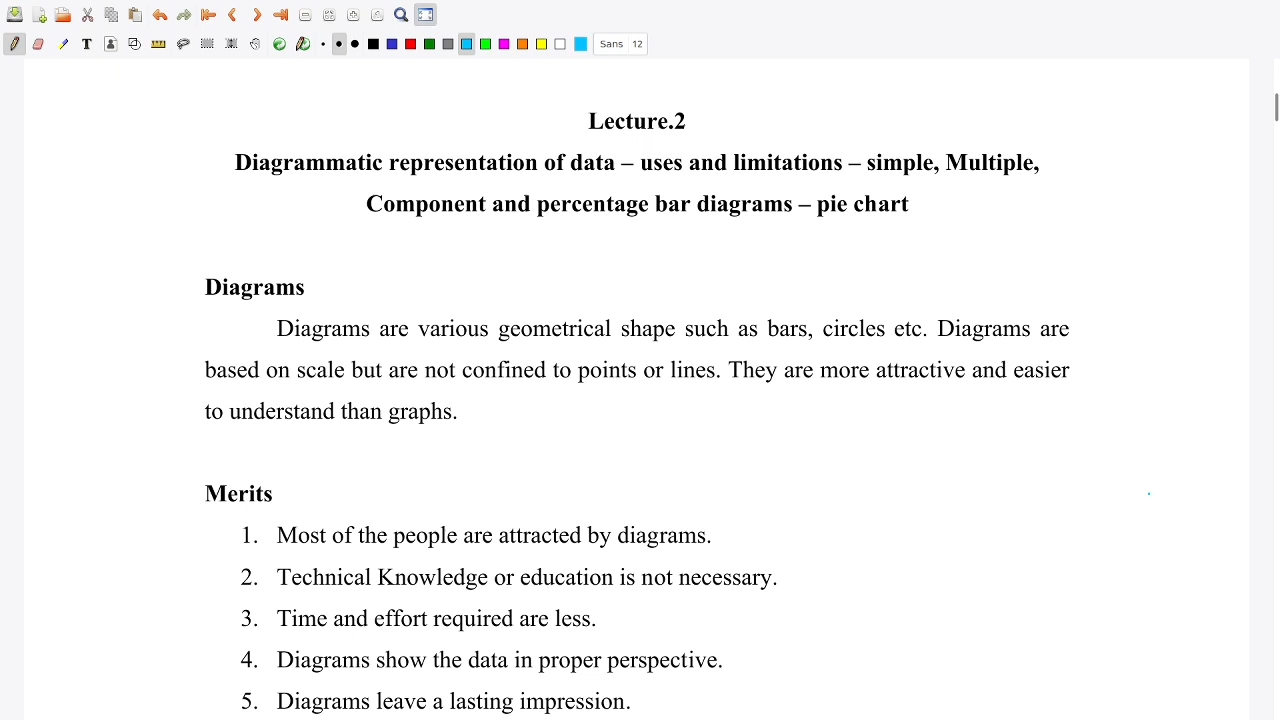 T
Sans 12
Lecture.2
Diagrammatic representation of data – uses and limitations – simple, Multiple,
Component and percentage bar diagrams – pie chart
Diagrams
Diagrams are various geometrical shape such as bars, circles etc. Diagrams are
based on scale but are not confined to points or lines. They are more attractive and easier
to understand than graphs.
Merits
1. Most of the people are attracted by diagrams.
2. Technical Knowledge or education is not necessary.
3. Time and effort required are less.
4. Diagrams show the data in proper perspective.
5. Diagrams leave a lasting impression.